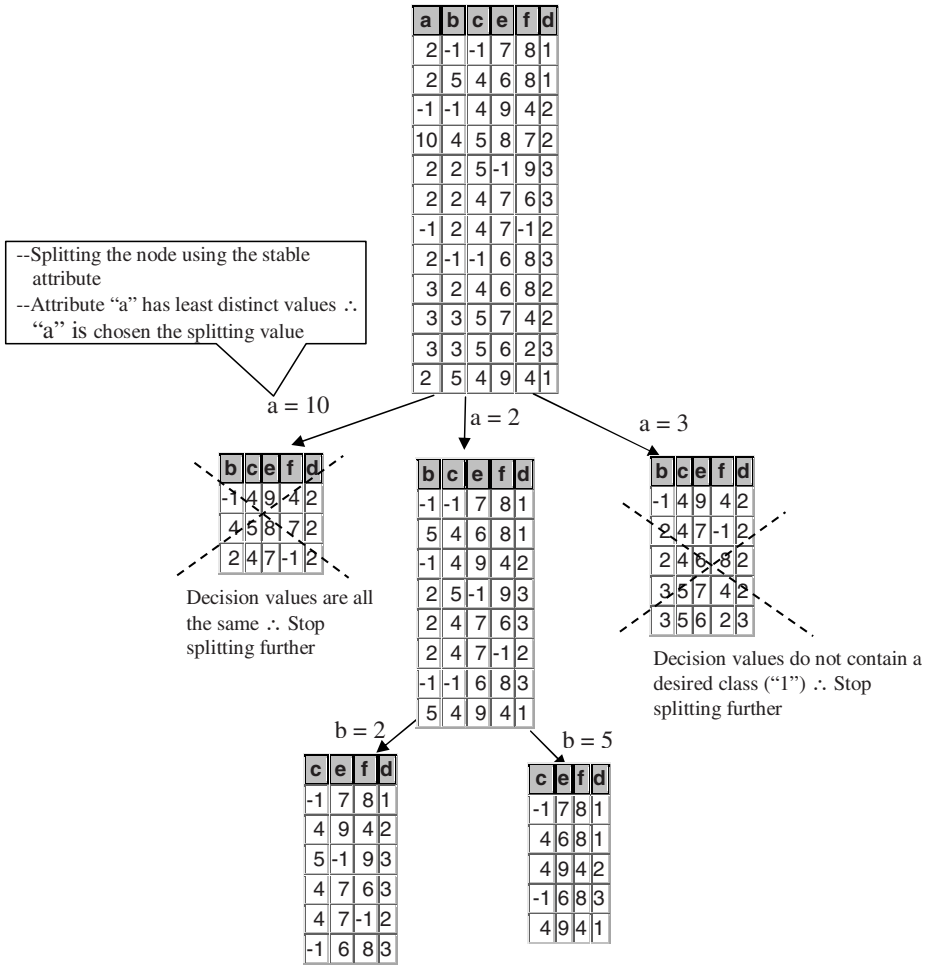 a b c e f d
2 -1 -1 7 8 1
2 5 4 6 8 1
-1 -1 4 9 4 2
10 4 5 8 7 2
2 2 5 -1 9 3
2 2 4 7 6 3
-1 2 4 7 -1 2
2 -1 -1 6 8 3
3 2 4 6 8 2
3 3 5 7 4 2
3 3 5 6 2 3
2 5 4 9 4 1
--Splitting the node using the stable
attribute
--Attribute “a” has least distinct values ∴
“a” is chosen the splitting value
a = 10
a = 2
a = 3
b c e f d
-1 4 9 4 2
4 5 8 7 2
2 4 7 -1 2
Decision values are all
the same ∴ Stop
splitting further
b c e f d
-1 -1 7 8 1
5 4 6 8 1
-1 4 9 4 2
2 5 -1 9 3
2 4 7 6 3
2 4 7 -1 2
-1 -1 6 8 3
5 4 9 4 1
b c e f d
-1 4 9 4 2
2 4 7 -1 2
2 4 6 8 2
3 5 7 4 2
3 5 6 2 3
Decision values do not contain a
desired class (“1”) ∴ Stop
splitting further
b = 2
b = 5
c e f d
-1 7 8 1
4 9 4 2
5 -1 9 3
4 7 6 3
4 7 -1 2
-1 6 8 3
c e f d
-1 7 8 1
4 6 8 1
4 9 4 2
-1 6 8 3
4 9 4 1